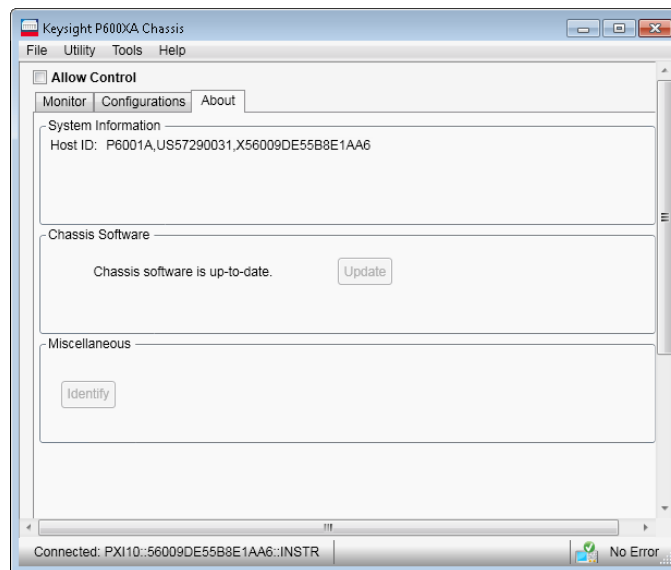 Keysight P600XA Chassis
File Utility Tools Help
Allow Control
Monitor Configurations About
System Information
Host ID: P6001A,US57290031,X56009DE55B8E1AA6
Chassis Software
Chassis software is up-to-date. Update
Miscellaneous
Identify
Connected: PXI10::56009DE55B8E1AA6::INSTR No Error